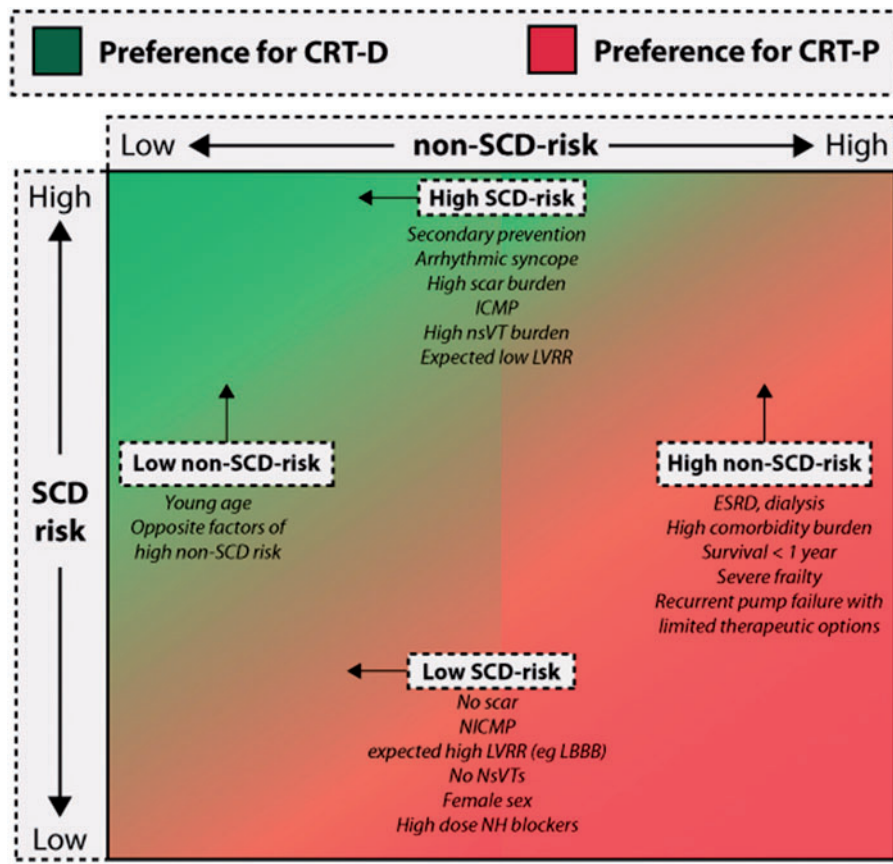 Preference for CRT-D
Preference for CRT-P
Low
non-SCD-risk
High
High
SCD
risk
Low
High SCD-risk
Secondary prevention
Arrhythmic syncope
High scar burden
ICMP
High nsVT burden
Expected low LVRR
Low non-SCD-risk
Young age
Opposite factors of
high non-SCD risk
High non-SCD-risk
ESRD, dialysis
High comorbidity burden
Survival < 1 year
Severe frailty
Recurrent pump failure with
limited therapeutic options
Low SCD-risk
No scar
NICMP
expected high LVRR (eg LBBB)
No NsVTs
Female sex
High dose NH blockers